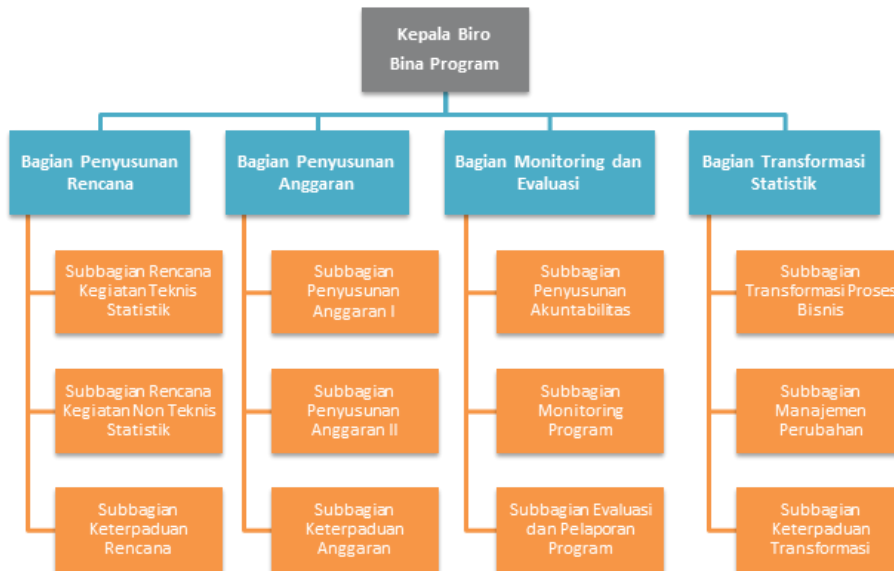 Kepala Biro
Bina Program
Bagian Penyusunan
Rencana
Bagian Penyusunan
Anggaran
Bagian Monitoring dan
Evaluasi
Bagian Transformasi
Statistik
Subbagian Rencana
Kegiatan Teknis
Statistik
Subbagian
Penyusunan
Anggaran I
Subbagian
Penyusunan
Akuntabilitas
Subbagian
Transformasi Proses
Bisnis
Subbagian Rencana
Kegiatan Non Teknis
Statistik
Subbagian
Penyusunan
Anggaran II
Subbagian
Monitoring
Program
Subbagian
Manajemen
Perubahan
Subbagian
Keterpaduan
Rencana
Subbagian
Keterpaduan
Anggaran
Subbagian Evaluasi
dan Pelaporan
Program
Subbagian
Keterpaduan
Transformasi